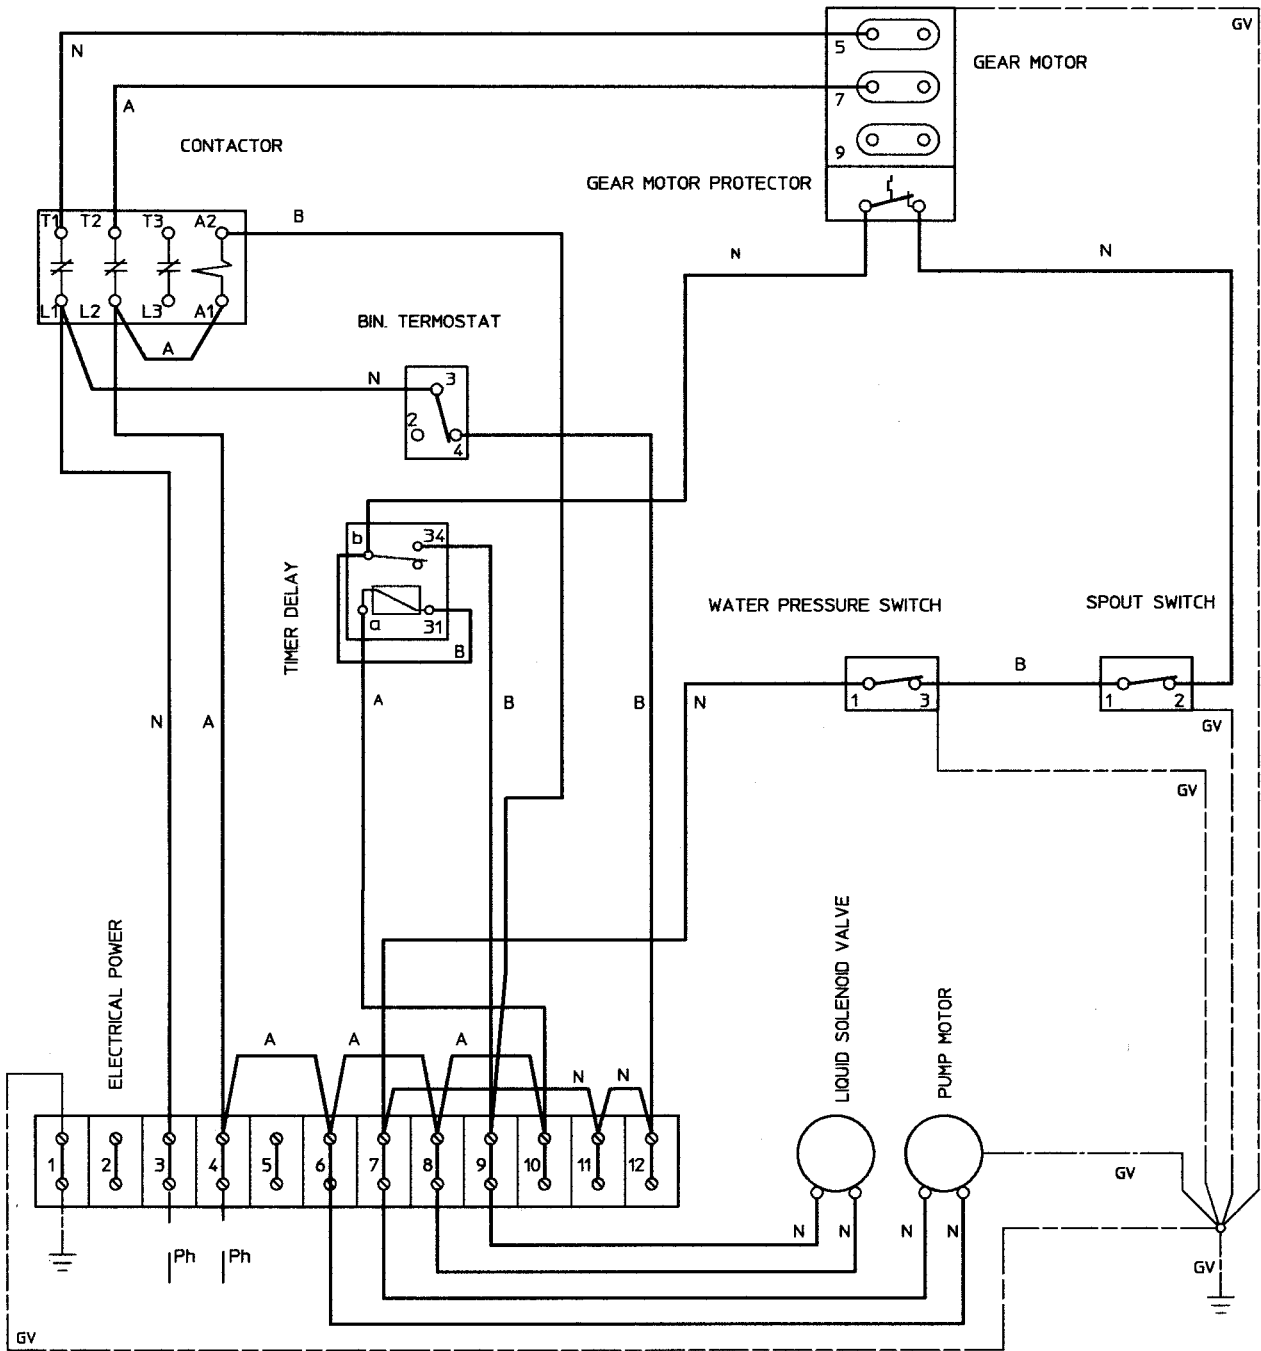 GV
N
5
GEAR MOTOR
7
A
CONTACTOR
9
GEAR MOTOR PROTECTOR
T1 T2 T3 A2
B
N
N
L1 L2 L3 A1
BIN. TERMOSTAT
A
N
3
2
4
b
34
TIMER DELAY
a
31
B
WATER PRESSURE SWITCH
SPOUT SWITCH
B
1 3
1 2
N
A
A
B
B
N
GV
GV
ELECTRICAL POWER
LIQUID SOLENOID VALVE
PUMP MOTOR
A
A
A
N
N
1 2 3 4 5 6 7 8 9 10 11 12
GV
Ph
Ph
N
N
N
N
GV
GV